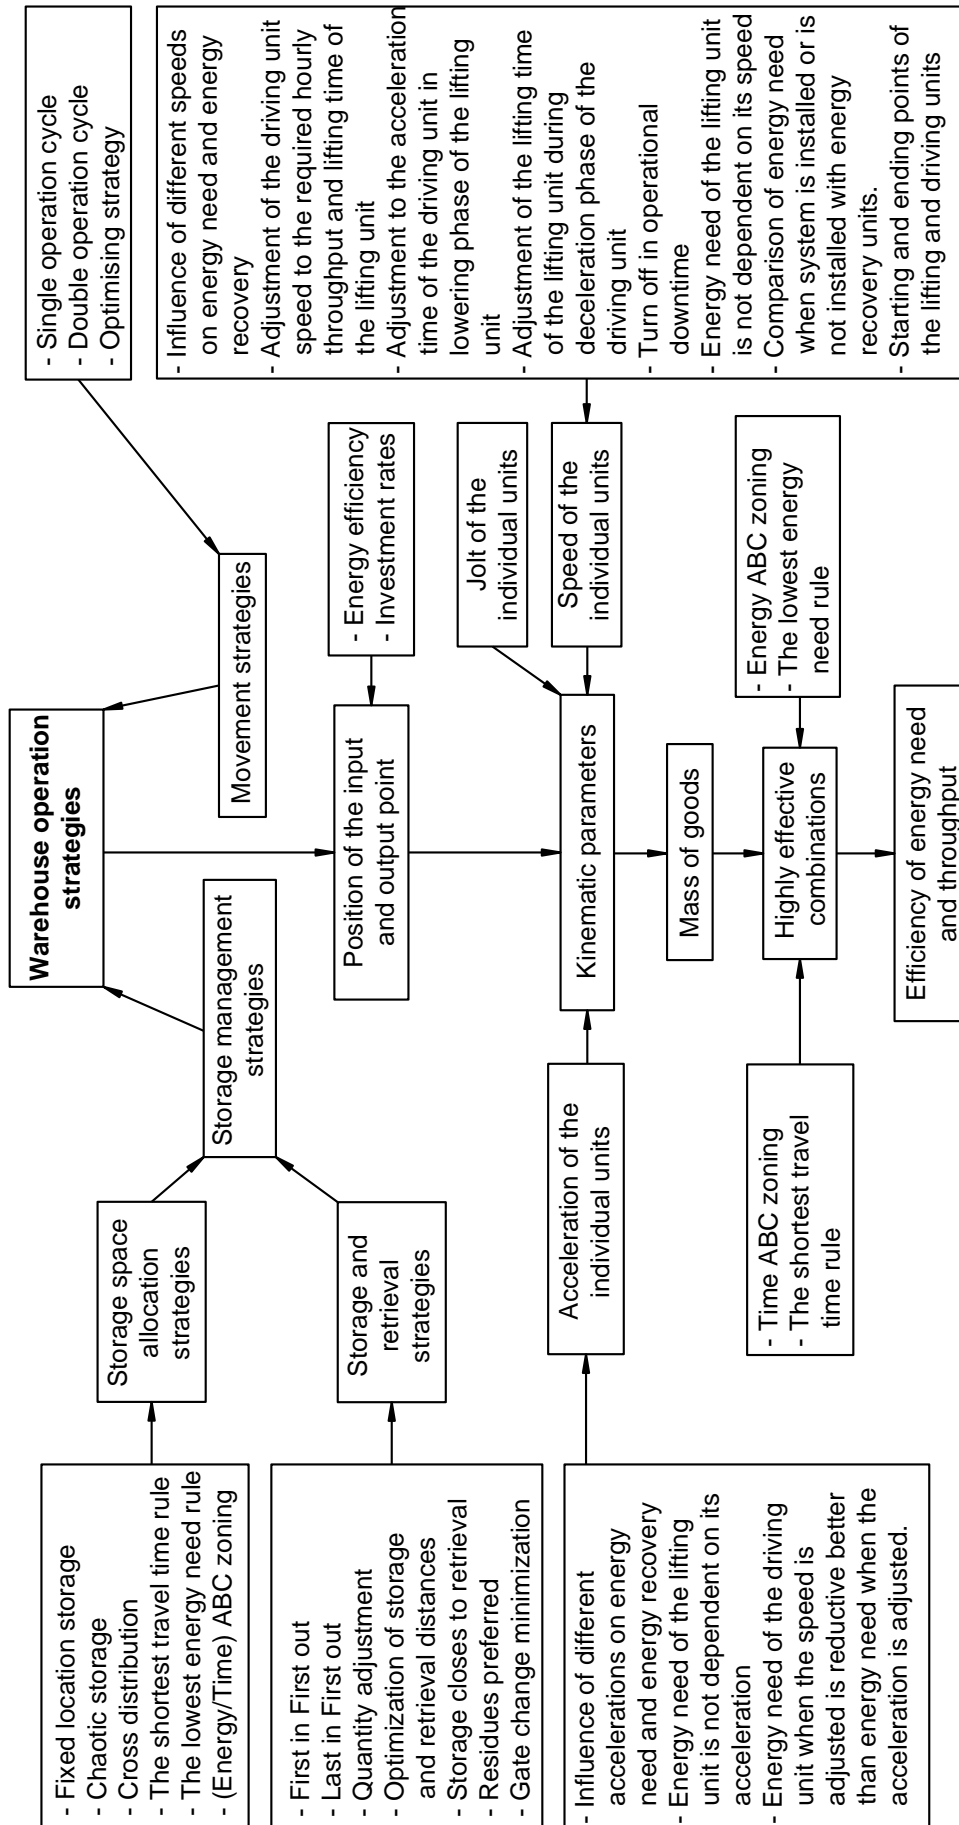 Warehouse operation
strategies
Storage management
strategies
Movement strategies
- Single operation cycle
- Double operation cycle
- Optimising strategy
Storage space
allocation
strategies
- Fixed location storage
- Chaotic storage
- Cross distribution
- The shortest travel time rule
- The lowest energy need rule
- (Energy/Time) ABC zoning
Storage and
retrieval
strategies
- First in First out
- Last in First out
- Quantity adjustment
- Optimization of storage
and retrieval distances
- Storage closes to retrieval
- Residues preferred
- Gate change minimization
Position of the input
and output point
- Energy efficiency
- Investment rates
Kinematic parameters
Jolt of the
individual units
Speed of the
individual units
- Influence of different speeds
on energy need and energy
recovery
- Adjustment of the driving unit
speed to the required hourly
throughput and lifting time of
the lifting unit
- Adjustment to the acceleration
time of the driving unit in
lowering phase of the lifting
unit
- Adjustment of the lifting time
of the lifting unit during
deceleration phase of the
driving unit
- Turn off in operational
downtime
- Energy need of the lifting unit
is not dependent on its speed
- Comparison of energy need
when system is installed or is
not installed with energy
recovery units.
- Starting and ending points of
the lifting and driving units
Acceleration of the
individual units
- Influence of different
accelerations on energy
need and energy recovery
- Energy need of the lifting
unit is not dependent on its
acceleration
- Energy need of the driving
unit when the speed is
adjusted is reductive better
than energy need when the
acceleration is adjusted.
Mass of goods
Highly effective
combinations
- Time ABC zoning
- The shortest travel
time rule
- Energy ABC zoning
- The lowest energy
need rule
Efficiency of energy need
and throughput